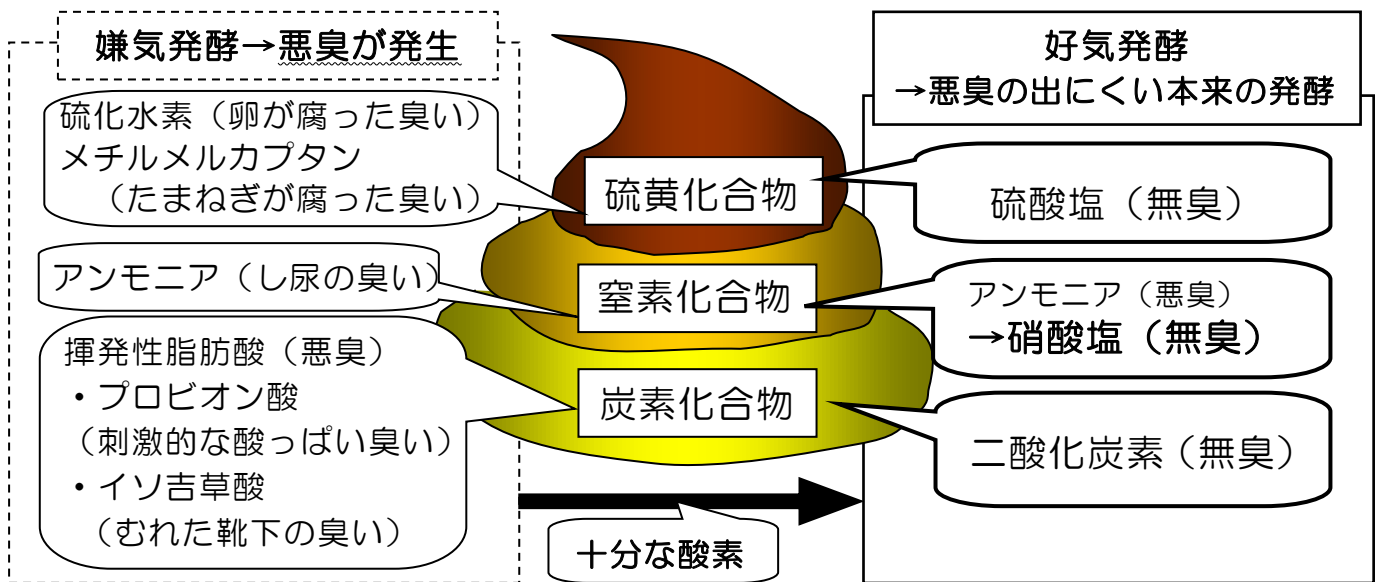 嫌気発酵→悪臭が発生
硫化水素（卵が腐った臭い）
メチルメルカプタン
（たまねぎが腐った臭い）
アンモニア（し尿の臭い）
揮発性脂肪酸（悪臭）
・プロピオン酸
（刺激的な酸っぱい臭い）
・イソ吉草酸
（むれた靴下の臭い）
硫黄化合物
窒素化合物
炭素化合物
十分な酸素
好気発酵
→悪臭の出にくい本来の発酵
硫酸塩（無臭）
アンモニア（悪臭）
→硝酸塩（無臭）
二酸化炭素（無臭）